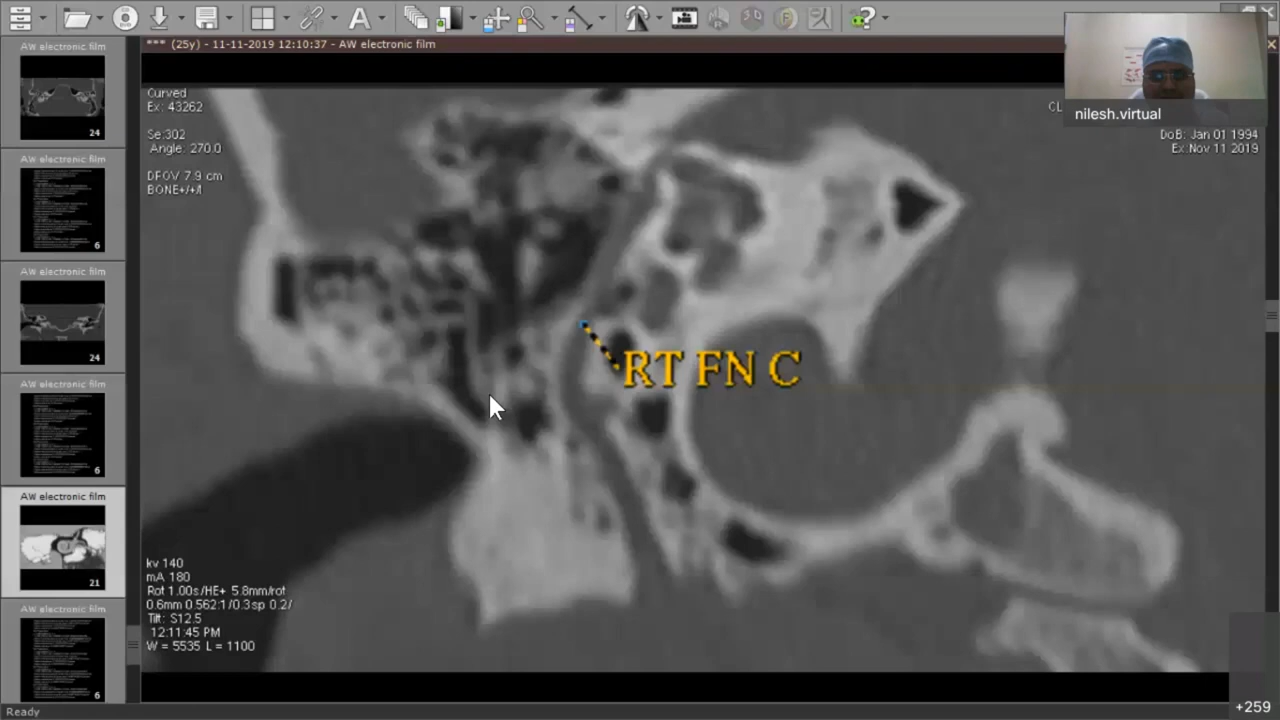 *** (25y) - 11-11-2019 12:10:37 - AW electronic film
AW electronic film
24
AW electronic film
6
AW electronic film
24
AW electronic film
6
AW electronic film
21
AW electronic film
6
Curved
Ex: 43262
Se:302
Angle: 270.0
DFOV 7.9 cm
BONE+/+/I
CL
nilesh.virtual
DoB: Jan 01 1994
Ex:Nov 11 2019
RT FN C
kv 140
mA 180
Rot 1.00s/HE+ 5.8mm/rot
0.6mm 0.562:1/0.3sp 0.2/
Tilt: S12.5
12:11:45 PM
W = 5535 L = 1100
Ready
+259